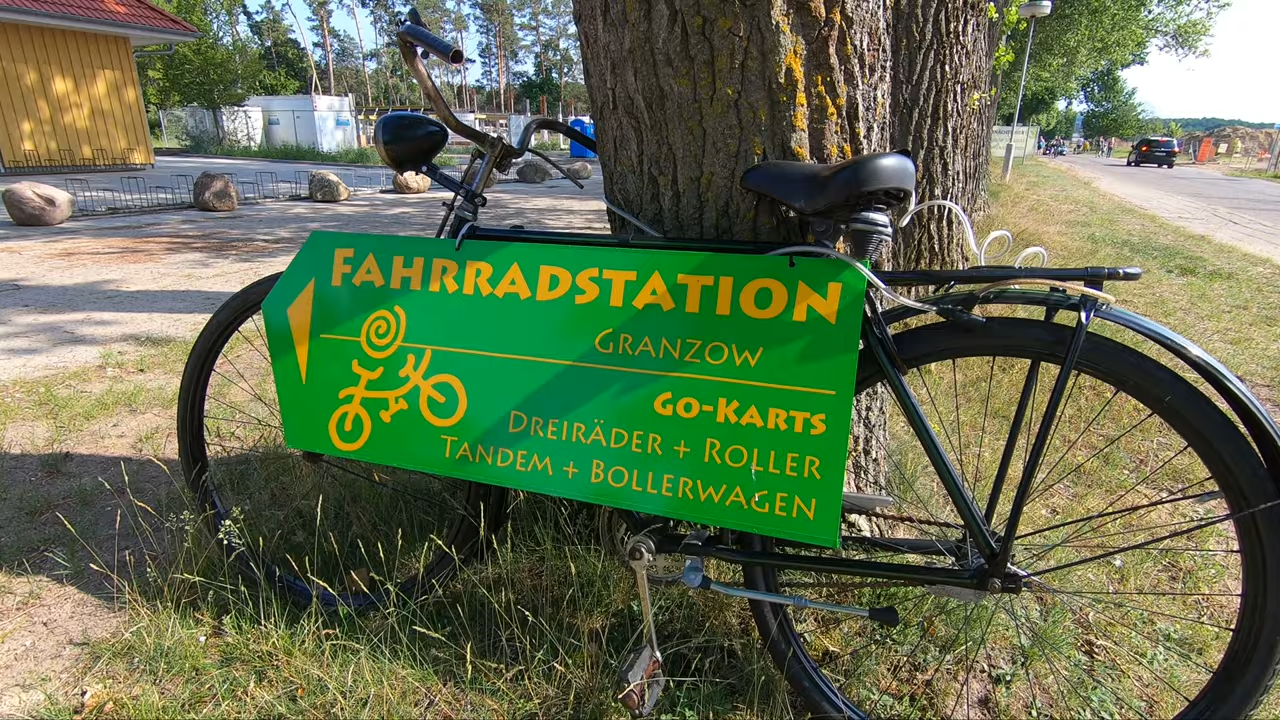 FAHRRADSTATION
GRANZOW
GO-KARTS
DREIRÄDER + ROLLER
TANDEM + BOLLERWAGEN